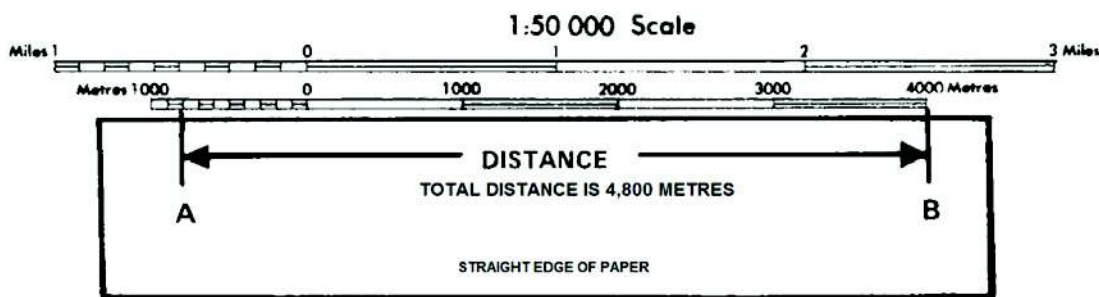 1:50 000 Scale
Miles 1 0 1 2 3 Miles
Metres 1000 0 1000 2000 3000 4000 Metres
DISTANCE
TOTAL DISTANCE IS 4,800 METRES
A B
STRAIGHT EDGE OF PAPER